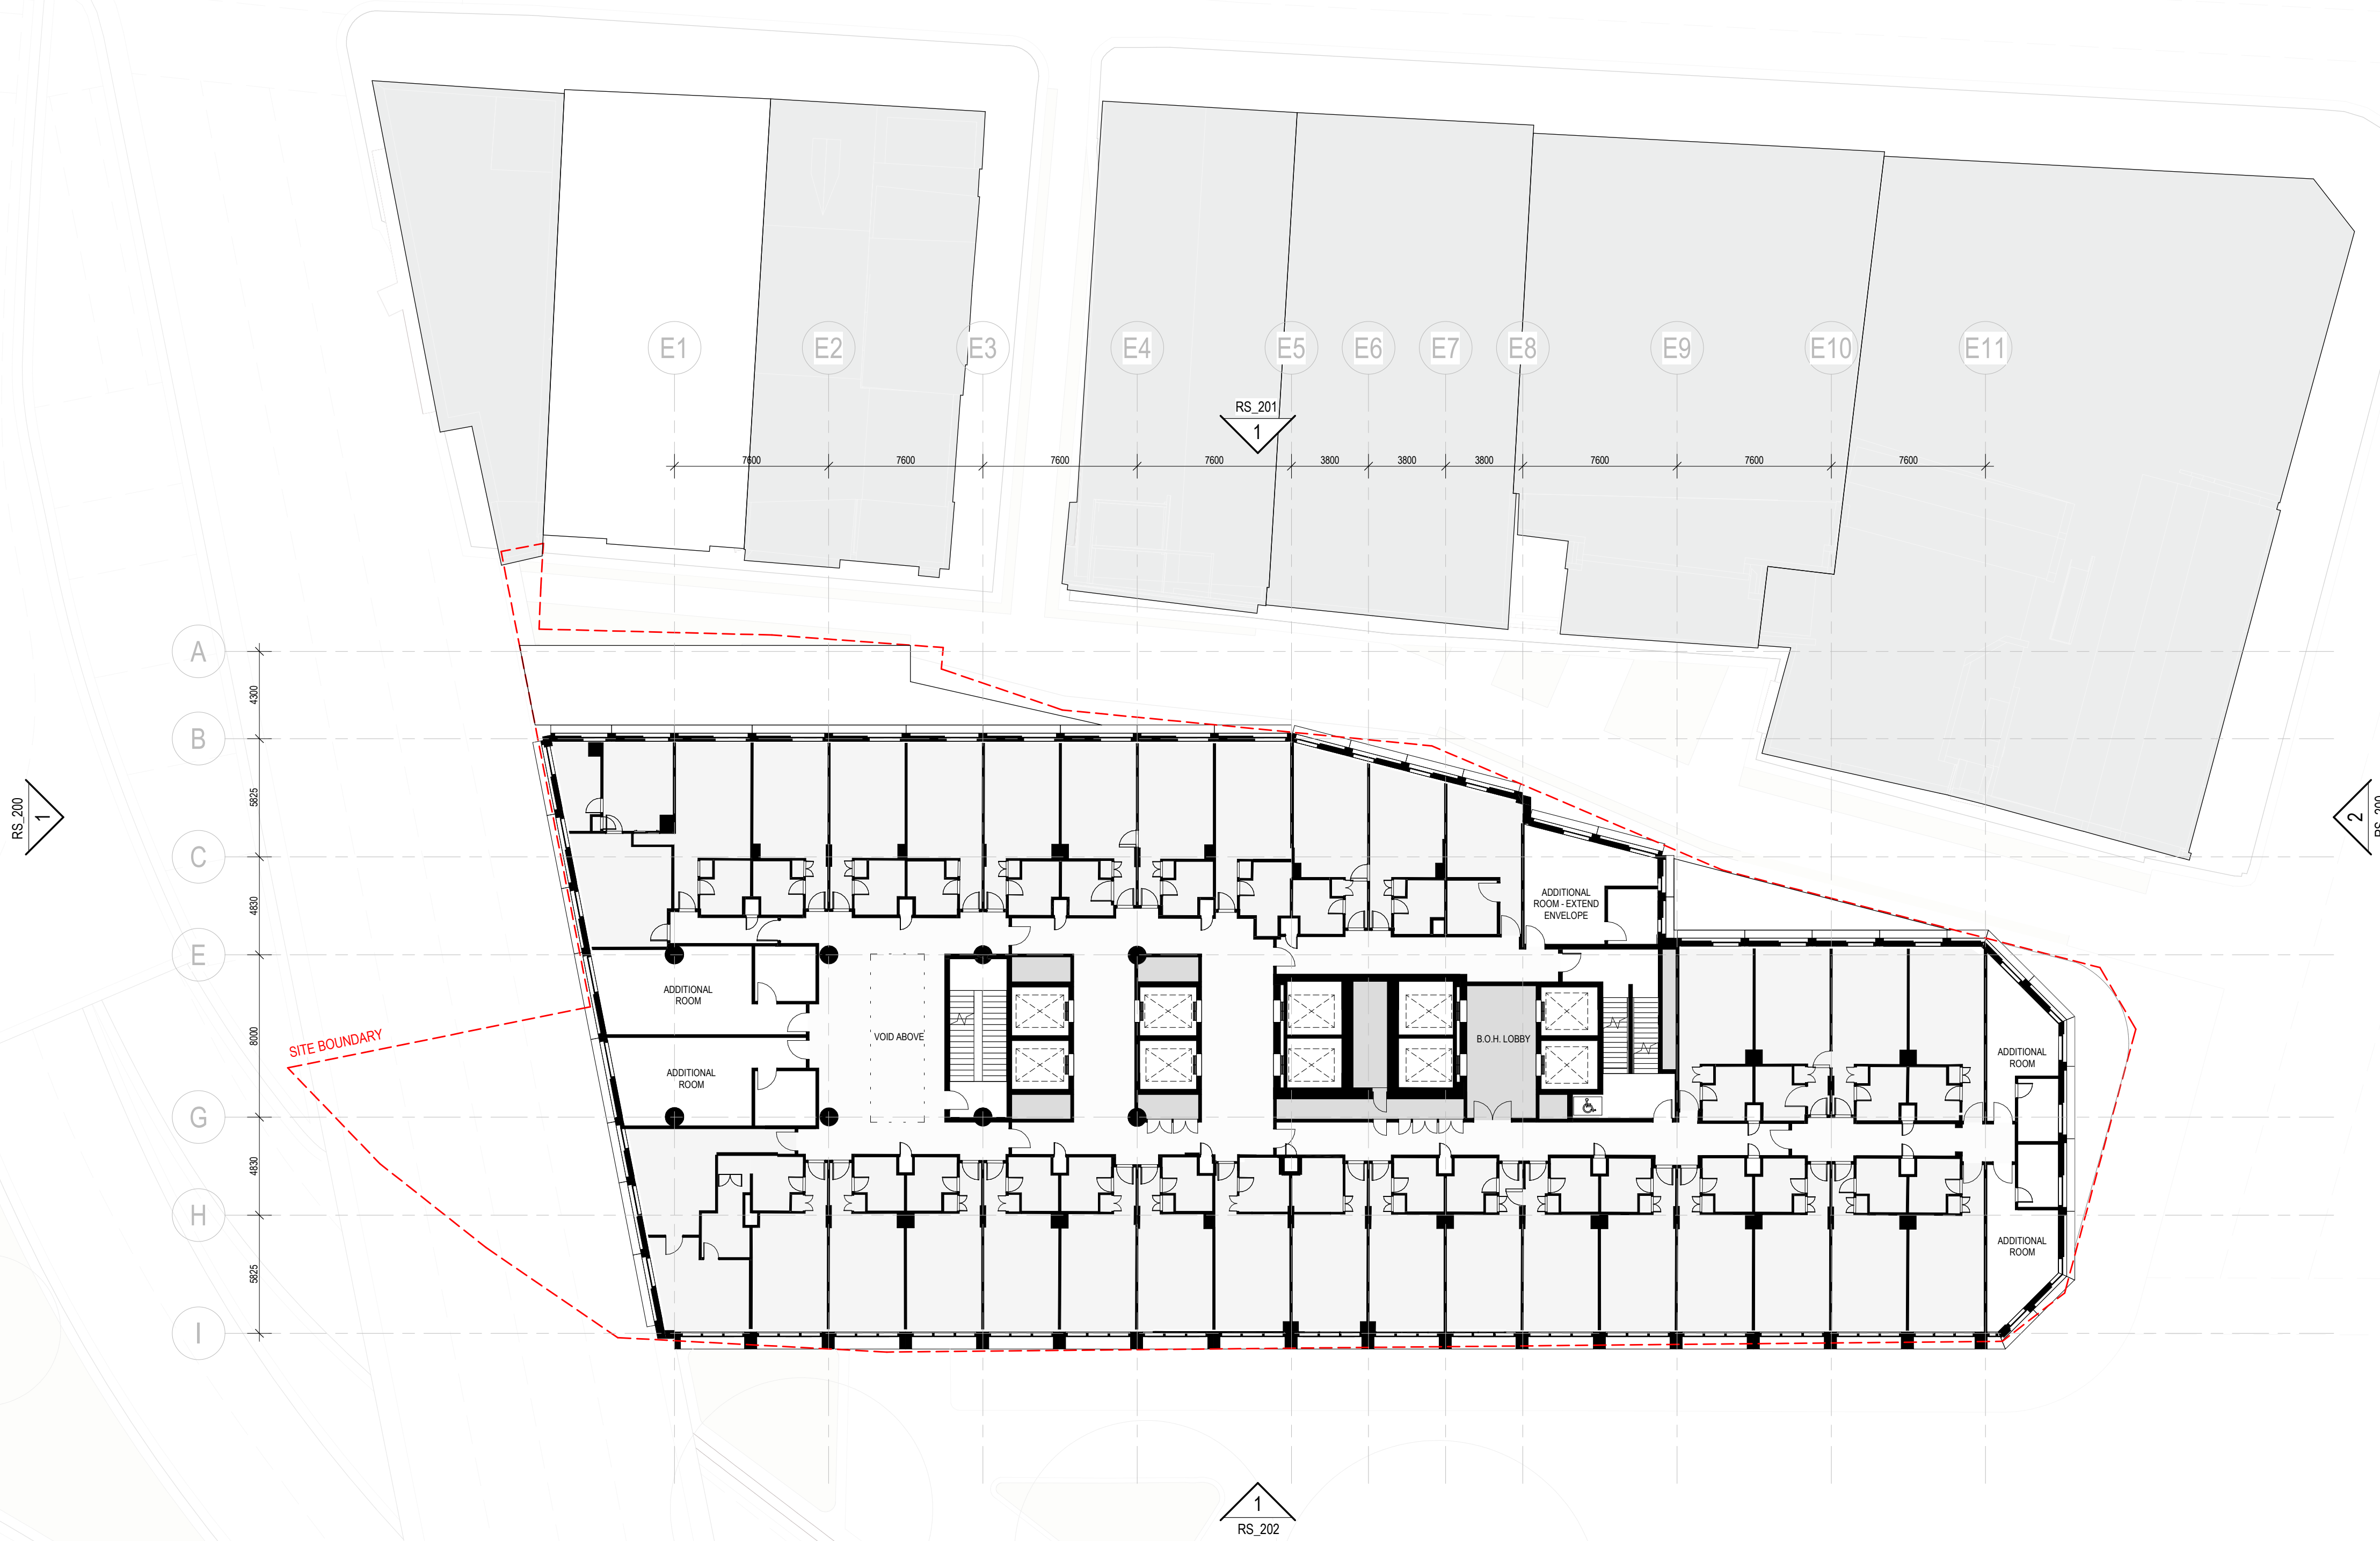 E1
E2
E3
E4
E5
E6
E7
E8
E9
E10
E11
RS_201
1
7600
7600
7600
7600
3800
3800
3800
7600
7600
7600
A
4300
B
5825
C
4830
E
8000
G
4830
H
5825
I
RS_200
1
2
RS_200
SITE BOUNDARY
ADDITIONAL
ROOM - EXTEND
ENVELOPE
ADDITIONAL
ROOM
VOID ABOVE
B.O.H. LOBBY
ADDITIONAL
ROOM
ADDITIONAL
ROOM
ADDITIONAL
ROOM
1
RS_202